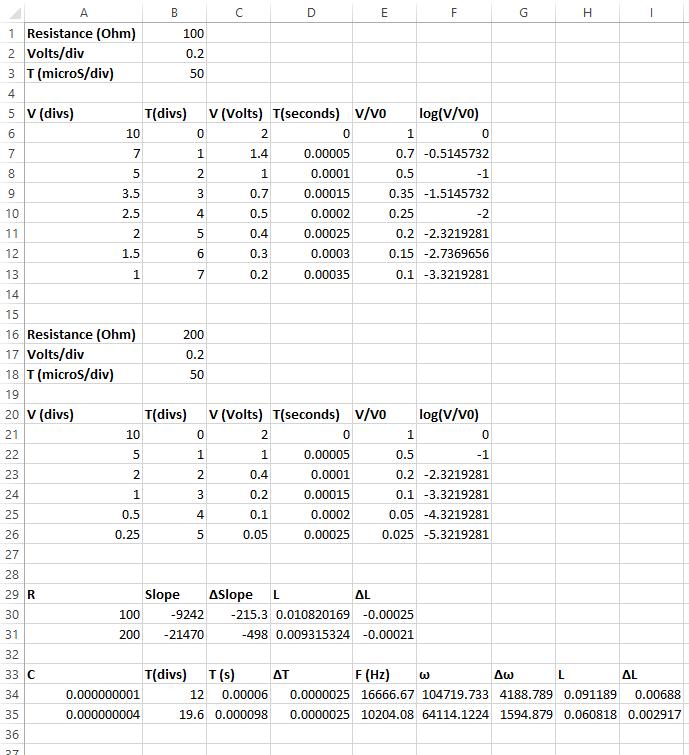 A B C D E F G H I
1 Resistance (Ohm) 100
2 Volts/div 0.2
3 T (microS/div) 50
4
5 V (divs) T(divs) V (Volts) T(seconds) V/V0 log(V/V0)
6 10 0 2 0 1 0
7 7 1 1.4 0.00005 0.7 -0.5145732
8 5 2 1 0.0001 0.5 -1
9 3.5 3 0.7 0.00015 0.35 -1.5145732
10 2.5 4 0.5 0.0002 0.25 -2
11 2 5 0.4 0.00025 0.2 -2.3219281
12 1.5 6 0.3 0.0003 0.15 -2.7369656
13 1 7 0.2 0.00035 0.1 -3.3219281
14
15
16 Resistance (Ohm) 200
17 Volts/div 0.2
18 T (microS/div) 50
19
20 V (divs) T(divs) V (Volts) T(seconds) V/V0 log(V/V0)
21 10 0 2 0 1 0
22 5 1 1 0.00005 0.5 -1
23 2 2 0.4 0.0001 0.2 -2.3219281
24 1 3 0.2 0.00015 0.1 -3.3219281
25 0.5 4 0.1 0.0002 0.05 -4.3219281
26 0.25 5 0.05 0.00025 0.025 -5.3219281
27
28
29 R Slope ΔSlope L ΔL
30 100 -9242 -215.3 0.010820169 -0.00025
31 200 -21470 -498 0.009315324 -0.00021
32
33 C T(divs) T (s) ΔT F (Hz) ω Δω L ΔL
34 0.000000001 12 0.00006 0.0000025 16666.67 104719.733 4188.789 0.091189 0.00688
35 0.000000004 19.6 0.000098 0.0000025 10204.08 64114.1224 1594.879 0.060818 0.002917
36
37